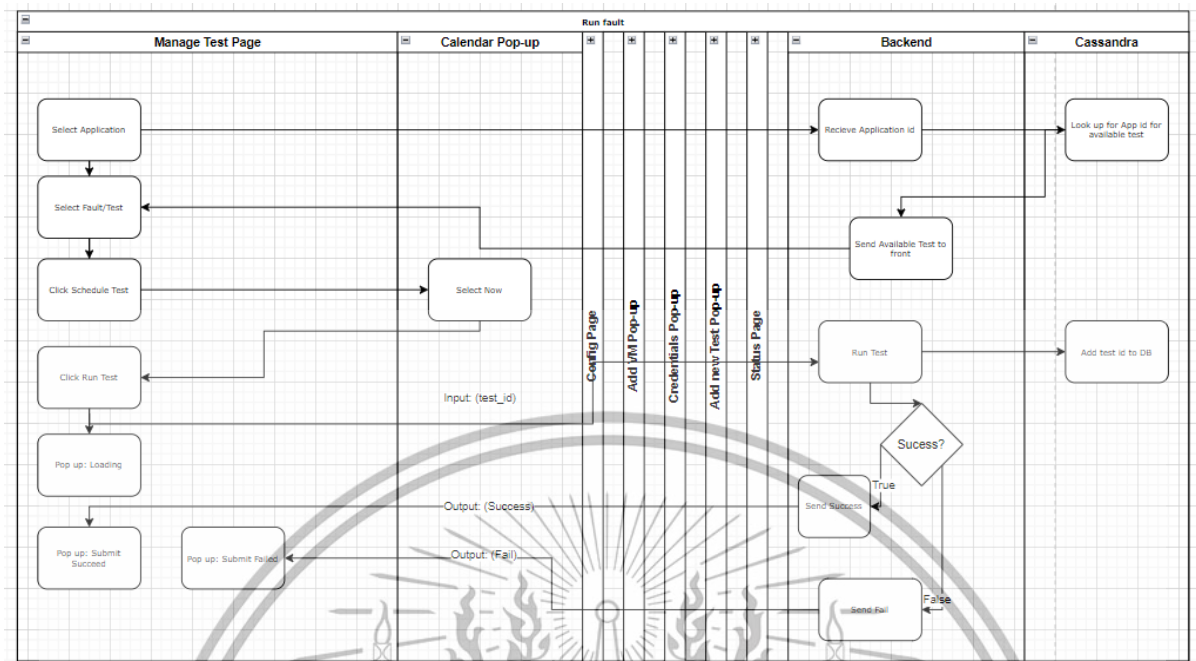 Run fault
Manage Test Page
Calendar Pop-up
Config Page
Add VM Pop-up
Credentials Pop-up
Add new Test Pop-up
Status Page
Backend
Cassandra
Select Application
Recieve Application id
Look up for App id for
available test
Select Fault/Test
Send Available Test to
front
Click Schedule Test
Select Now
Run Test
Add test id to DB
Click Run Test
Input: (test_id)
Sucess?
Pop up: Loading
True
Output: (Success)
Send Success
Pop up: Submit
Succeed
Pop up: Submit Failed
Output: (Fail)
False
Send Fail